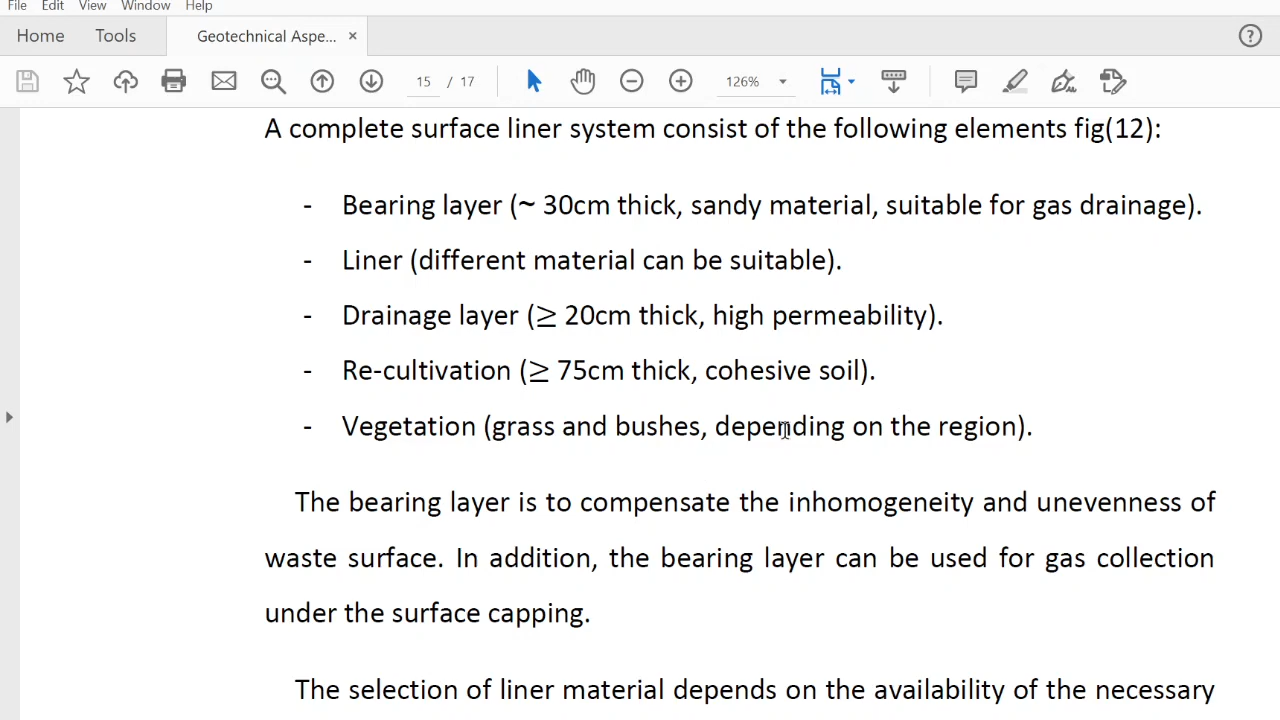 File Edit View Window Help
Home Tools Geotechnical Aspe... ×
15 / 17 126%
A complete surface liner system consist of the following elements fig(12):
- Bearing layer (~ 30cm thick, sandy material, suitable for gas drainage).
- Liner (different material can be suitable).
- Drainage layer (≥ 20cm thick, high permeability).
- Re-cultivation (≥ 75cm thick, cohesive soil).
- Vegetation (grass and bushes, depending on the region).
The bearing layer is to compensate the inhomogeneity and unevenness of
waste surface. In addition, the bearing layer can be used for gas collection
under the surface capping.
The selection of liner material depends on the availability of the necessary